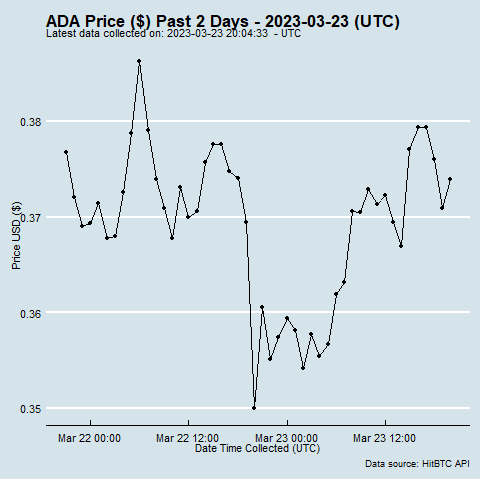 ADA Price ($) Past 2 Days - 2023-03-23 (UTC)
Latest data collected on: 2023-03-23 20:04:33  - UTC
0.38
0.37
0.36
0.35
Price USD ($)
Mar 22 00:00
Mar 22 12:00
Mar 23 00:00
Mar 23 12:00
Date Time Collected (UTC)
Data source: HitBTC API